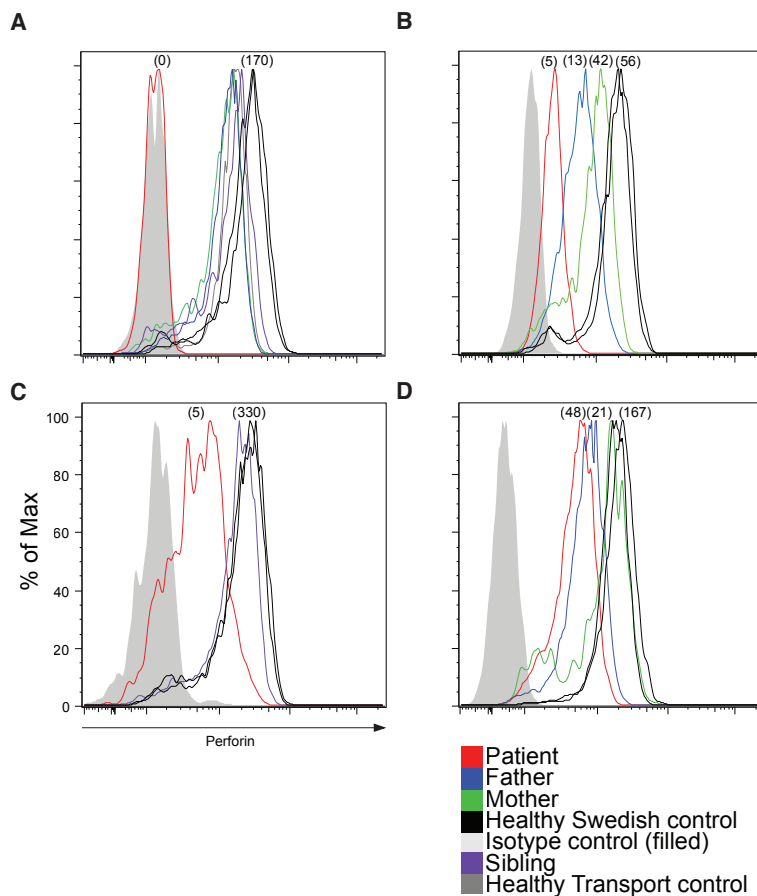 A
(0) (170)
B
(5) (13) (42) (56)
C
(5) (330)
100
80
60
40
20
0
% of Max
Perforin
D
(48) (21) (167)
Patient
Father
Mother
Healthy Swedish control
Isotype control (filled)
Sibling
Healthy Transport control